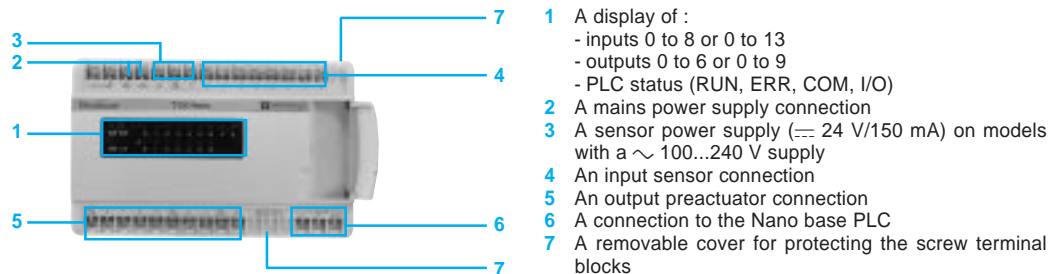 7
3
2
4
1
5
6
7
1 A display of :
- inputs 0 to 8 or 0 to 13
- outputs 0 to 6 or 0 to 9
- PLC status (RUN, ERR, COM, I/O)
2 A mains power supply connection
3 A sensor power supply (⎓ 24 V/150 mA) on models
with a ∼ 100...240 V supply
4 An input sensor connection
5 An output preactuator connection
6 A connection to the Nano base PLC
7 A removable cover for protecting the screw terminal
blocks